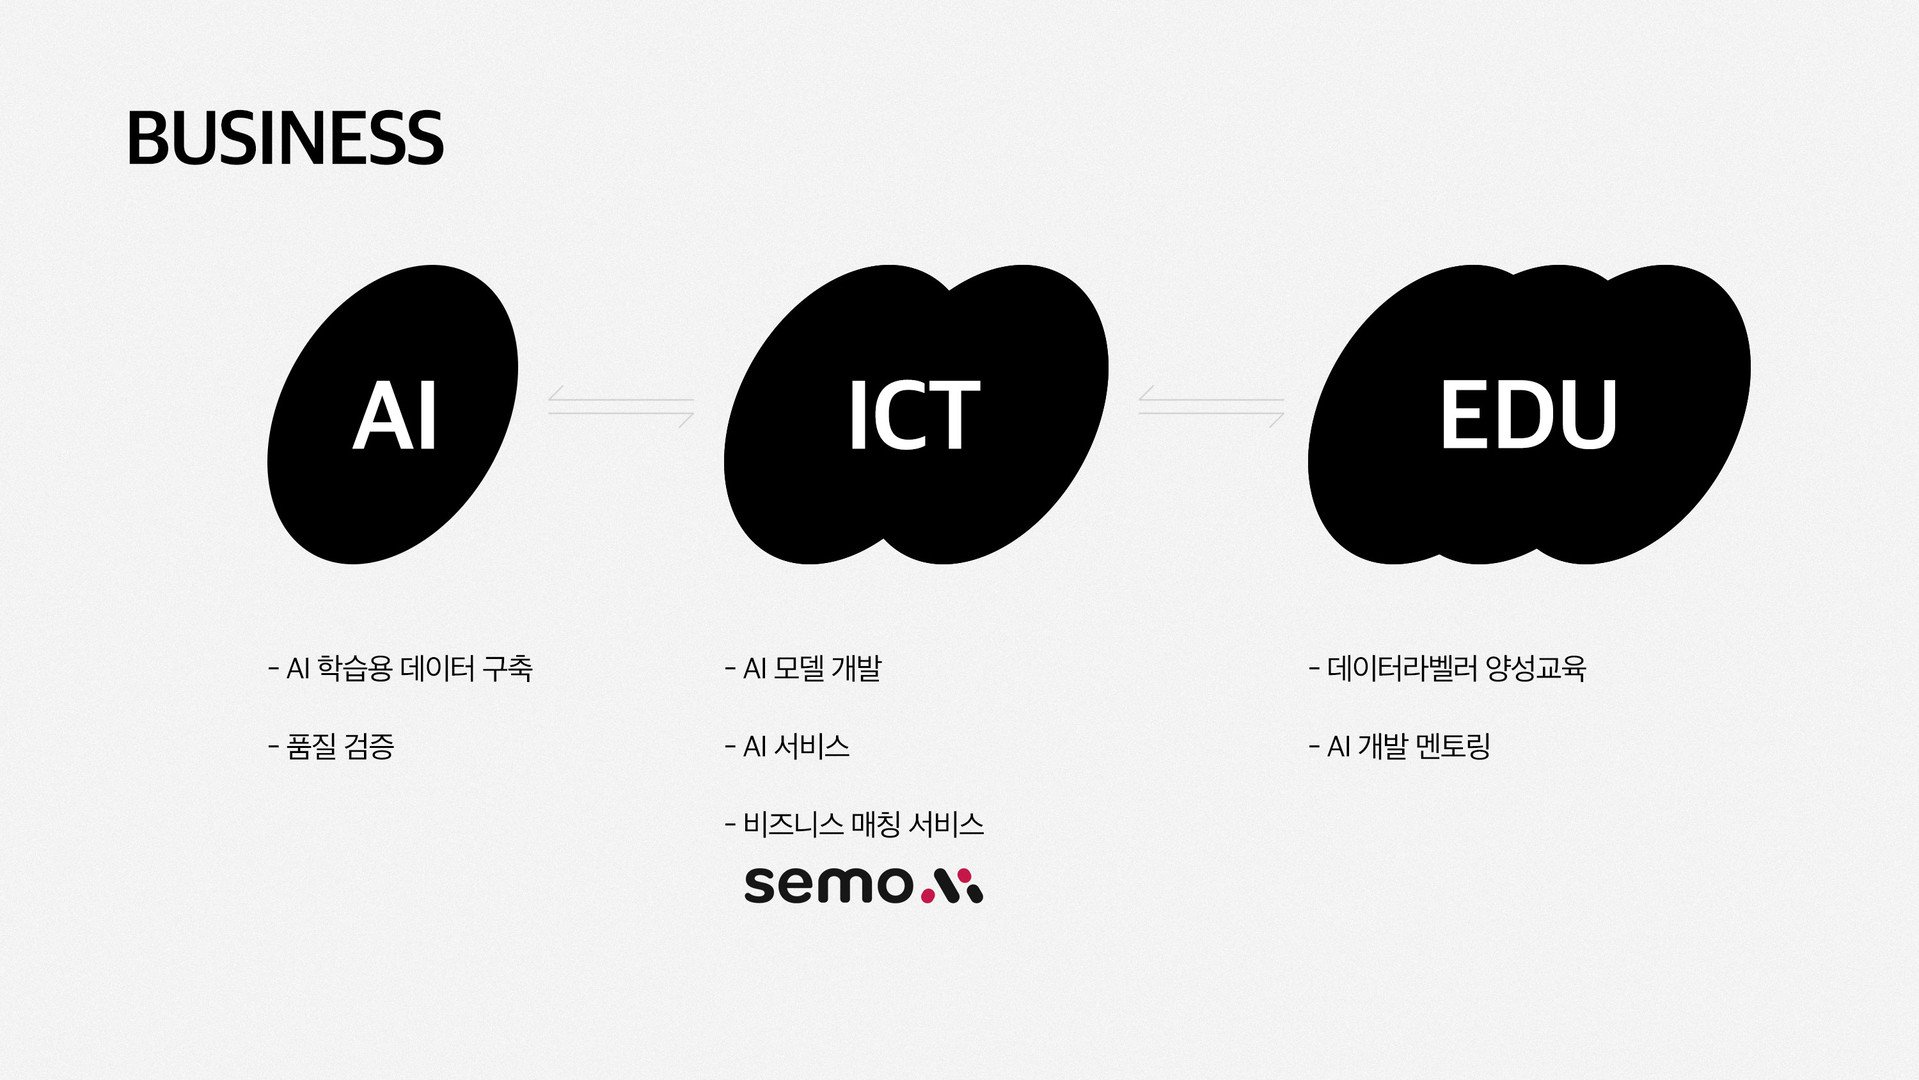 BUSINESS
AI
ICT
EDU
- AI 학습용 데이터 구축
- 품질 검증
- AI 모델 개발
- AI 서비스
- 비즈니스 매칭 서비스
semo
- 데이터라벨러 양성교육
- AI 개발 멘토링